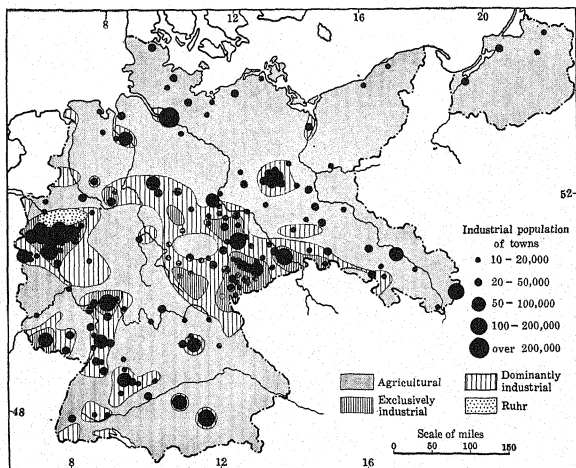 8
12
16
20
52
Industrial population
of towns
10 – 20,000
20 – 50,000
50 – 100,000
100 – 200,000
over 200,000
Agricultural
Dominantly
industrial
Exclusively
industrial
Ruhr
48
Scale of miles
0 50 100 150
8
12
16